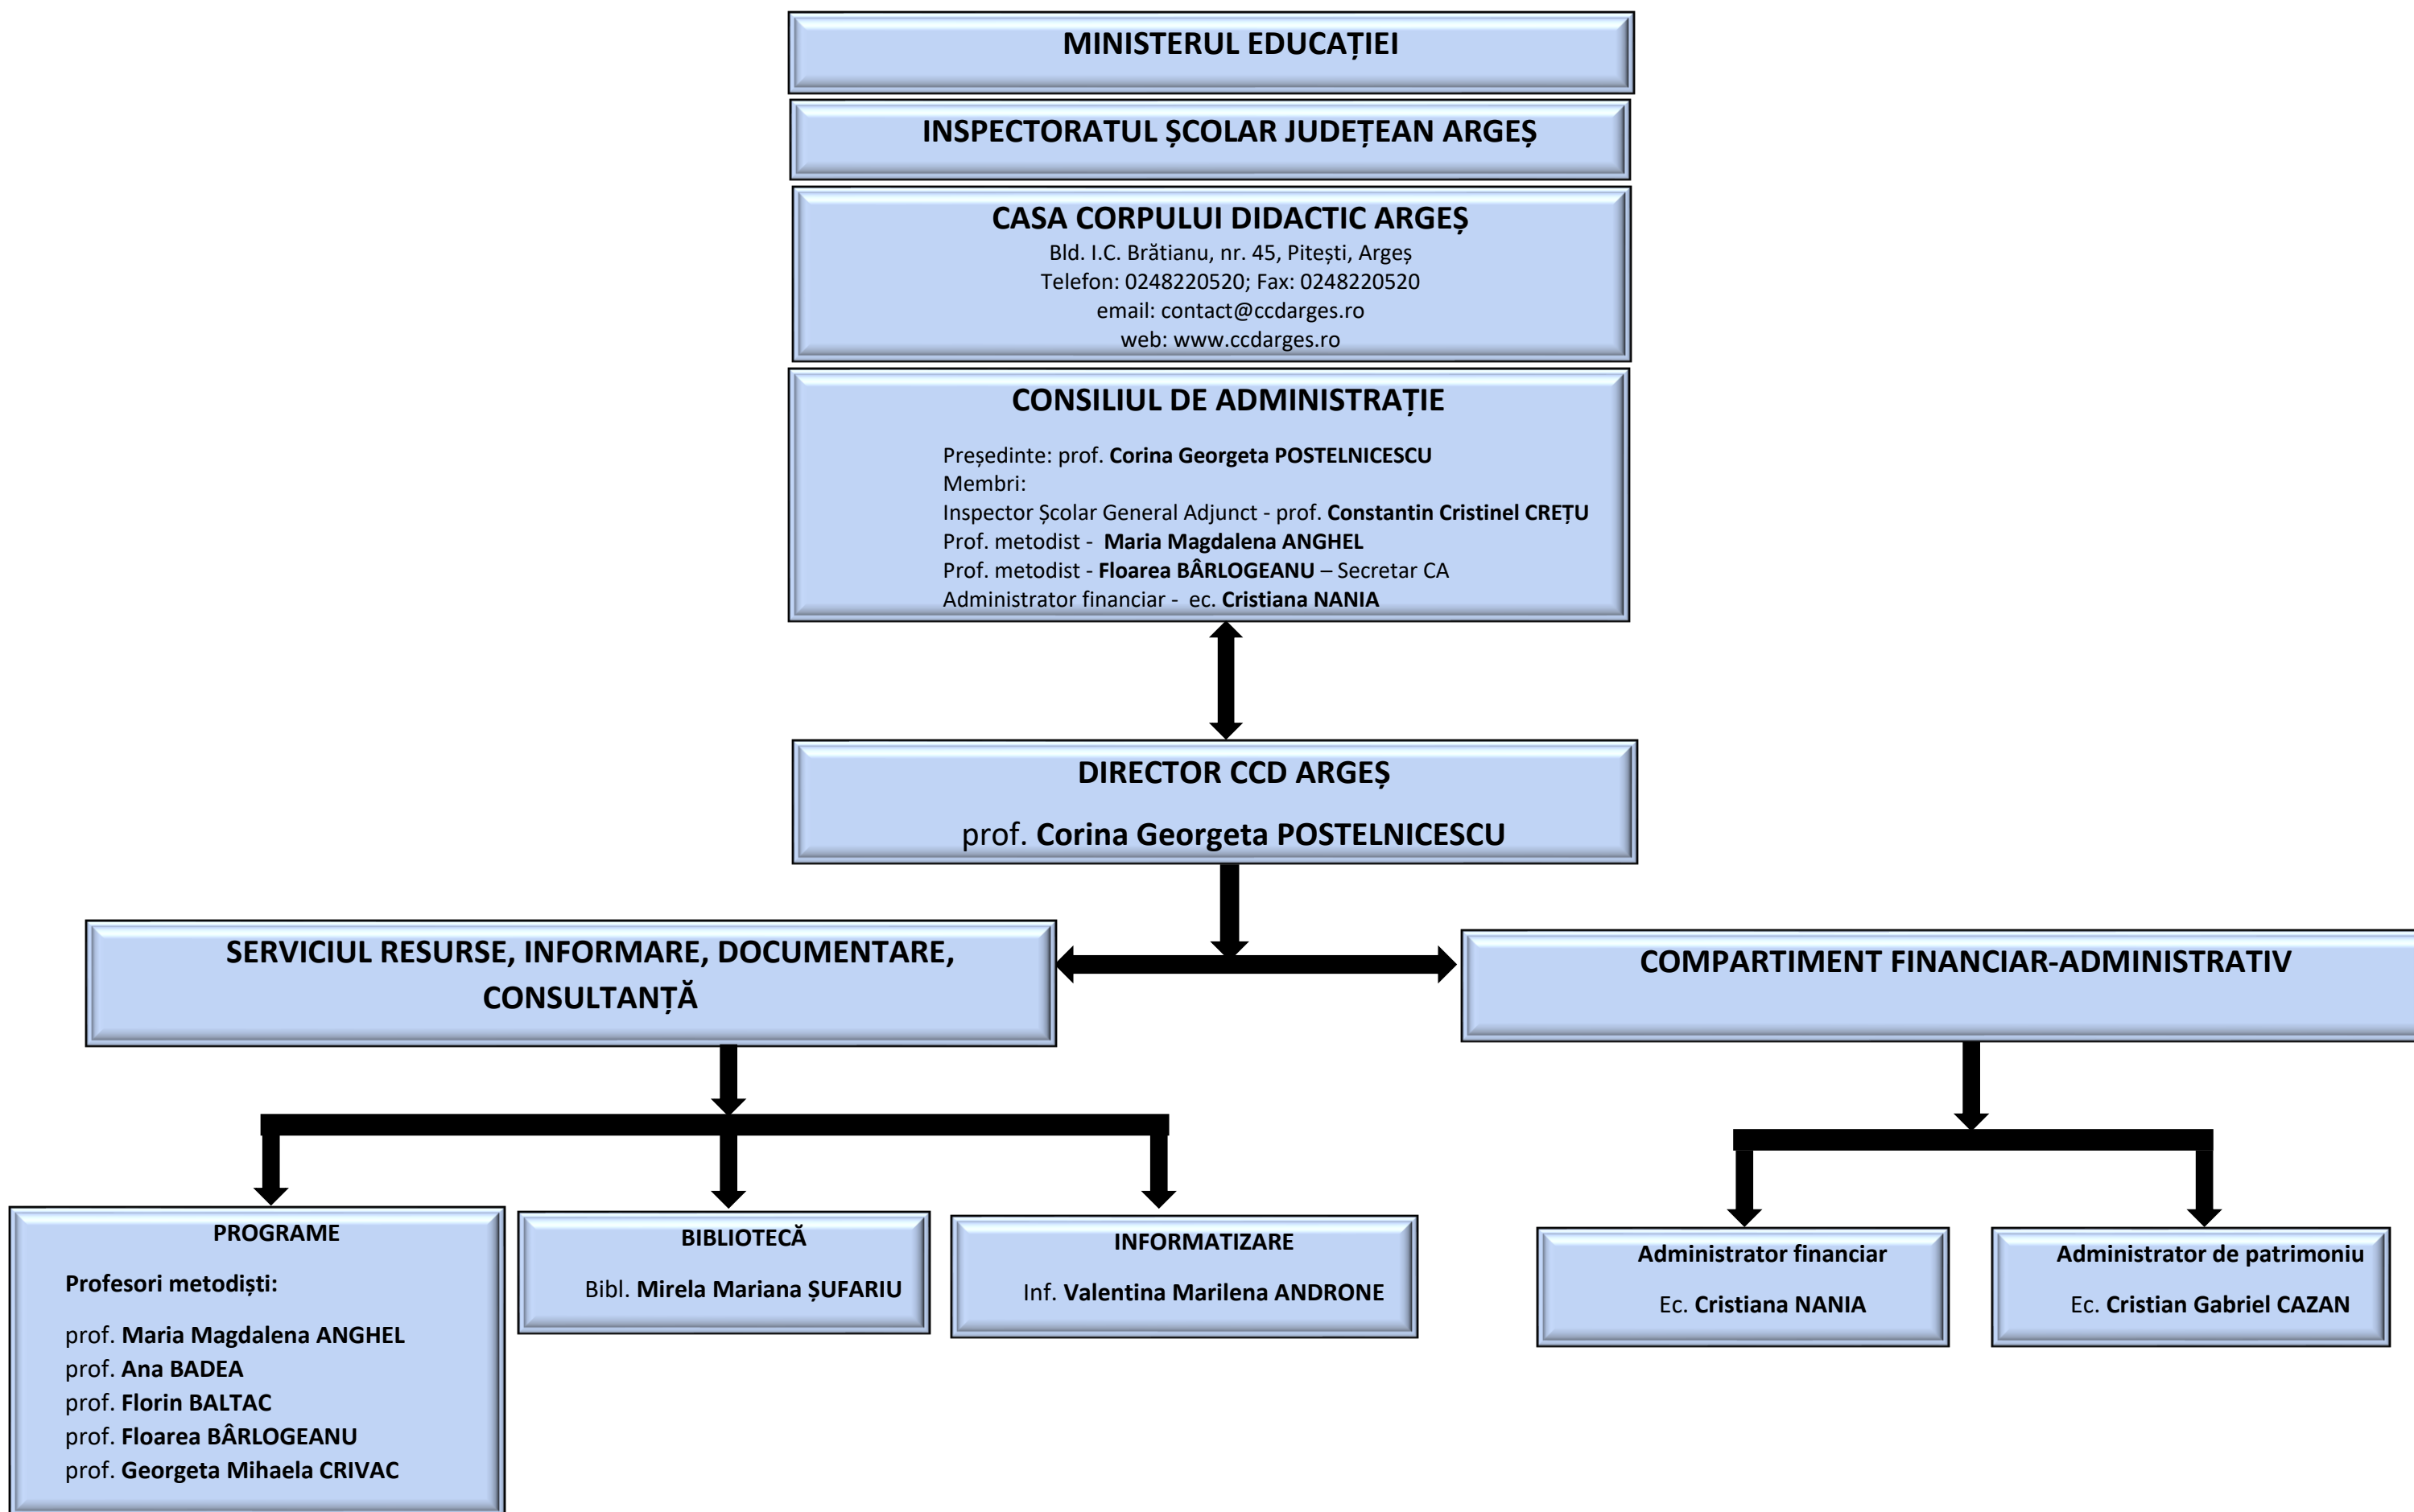 MINISTERUL EDUCAȚIEI
INSPECTORATUL ȘCOLAR JUDEȚEAN ARGEȘ
CASA CORPULUI DIDACTIC ARGEȘ
Bld. I.C. Brătianu, nr. 45, Pitești, Argeș
Telefon: 0248220520; Fax: 0248220520
email: contact@ccdarges.ro
web: www.ccdarges.ro
CONSILIUL DE ADMINISTRAȚIE
Președinte: prof. Corina Georgeta POSTELNICESCU
Membri:
Inspector Școlar General Adjunct - prof. Constantin Cristinel CREȚU
Prof. metodist - Maria Magdalena ANGHEL
Prof. metodist - Floarea BÂRLOGEANU – Secretar CA
Administrator financiar - ec. Cristiana NANIA
DIRECTOR CCD ARGEȘ
prof. Corina Georgeta POSTELNICESCU
SERVICIUL RESURSE, INFORMARE, DOCUMENTARE,
CONSULTANȚĂ
COMPARTIMENT FINANCIAR-ADMINISTRATIV
PROGRAME
Profesori metodiști:
prof. Maria Magdalena ANGHEL
prof. Ana BADEA
prof. Florin BALTAC
prof. Floarea BÂRLOGEANU
prof. Georgeta Mihaela CRIVAC
BIBLIOTECĂ
Bibl. Mirela Mariana ȘUFARIU
INFORMATIZARE
Inf. Valentina Marilena ANDRONE
Administrator financiar
Ec. Cristiana NANIA
Administrator de patrimoniu
Ec. Cristian Gabriel CAZAN